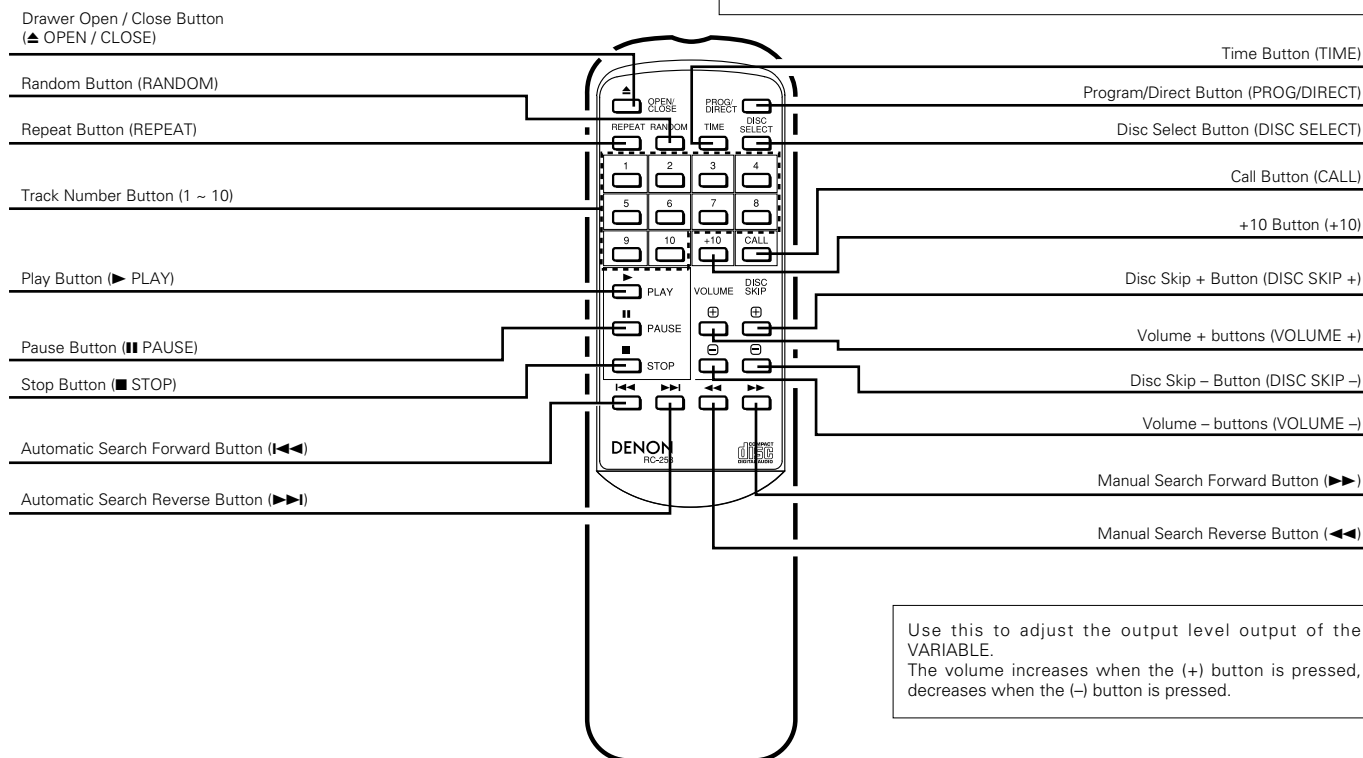 Drawer Open / Close Button
(⏏ OPEN / CLOSE)
Random Button (RANDOM)
Repeat Button (REPEAT)
Track Number Button (1 ~ 10)
Play Button (► PLAY)
Pause Button (❚❚ PAUSE)
Stop Button (■ STOP)
Automatic Search Forward Button (I◄◄)
Automatic Search Reverse Button (►►I)
⏏ OPEN/
CLOSE
PROG/
DIRECT
REPEAT RANDOM TIME DISC
SELECT
1 2 3 4
5 6 7 8
9 10 +10 CALL
► PLAY
VOLUME DISC
SKIP
❚❚ PAUSE
+ +
■ STOP
– –
I◄◄ ►►I ◄◄ ►►
DENON
COMPACT
disc
DIGITAL AUDIO
Time Button (TIME)
Program/Direct Button (PROG/DIRECT)
Disc Select Button (DISC SELECT)
Call Button (CALL)
+10 Button (+10)
Disc Skip + Button (DISC SKIP +)
Volume + buttons (VOLUME +)
Disc Skip – Button (DISC SKIP –)
Volume – buttons (VOLUME –)
Manual Search Forward Button (►►)
Manual Search Reverse Button (◄◄)
Use this to adjust the output level output of the
VARIABLE.
The volume increases when the (+) button is pressed,
decreases when the (–) button is pressed.